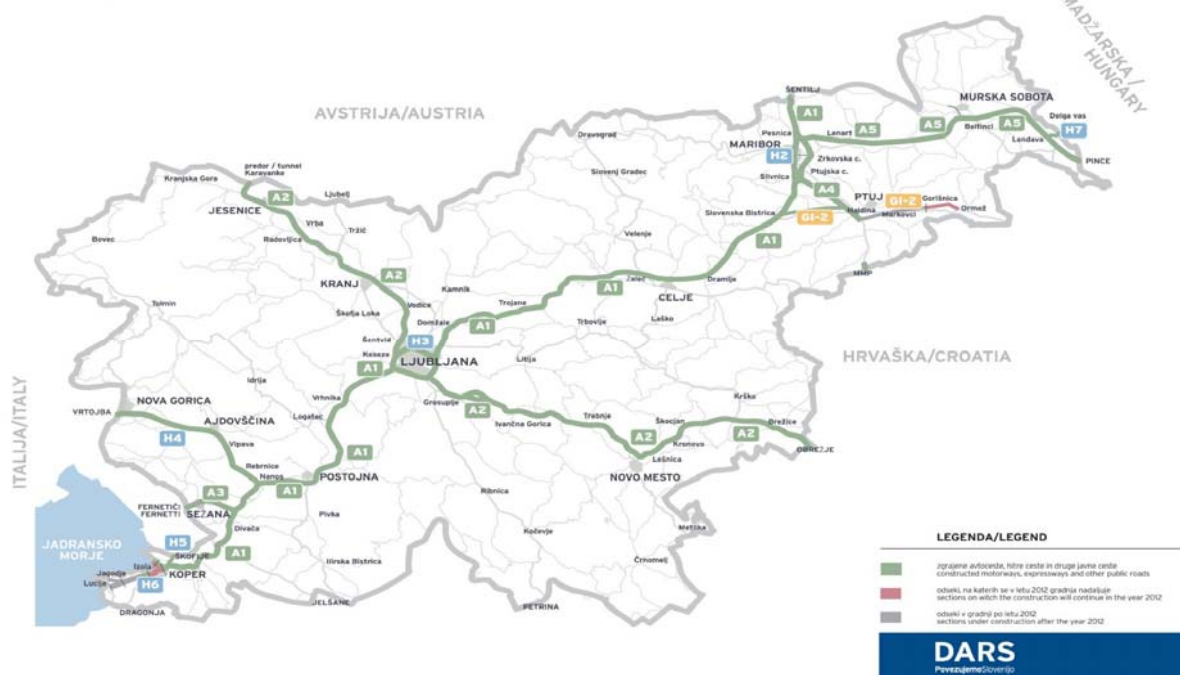 MADŽARSKA /
HUNGARY
AVSTRIJA/AUSTRIA
ŠENTILJ
A1
MURSKA SOBOTA
Dolga vas
H7
Pesnica
Lenart
A5
A5
Beltinci
A5
Lendava
PINCE
Dravograd
MARIBOR
H2
Zrkovska c.
Ptujska c.
Slovenj Gradec
Slivnica
A4
PTUJ
GI-2
Gorišnica
Ormož
Hajdina
Markovci
Slovenska Bistrica
GI-2
A1
predor / tunnel
Karavanke
Kranjska Gora
A2
Ljubelj
JESENICE
Vrba
Tržič
Radovljica
Bovec
Velenje
MMP
KRANJ
A2
Kamnik
Vodice
Žalec
A1
Dramlje
CELJE
Tolmin
Škofja Loka
Domžale
Trojane
A1
Trbovlje
Laško
Šentvid
Koseze
H3
LJUBLJANA
A1
Litija
HRVAŠKA/CROATIA
ITALIJA/ITALY
Idrija
Vrhnika
Grosuplje
A2
Krško
NOVA GORICA
VRTOJBA
AJDOVŠČINA
Logatec
Ivančna Gorica
Trebnje
Škocjan
Brežice
H4
Vipava
A1
A2
Kronovo
A2
OBREŽJE
Lešnica
Rebrnice
Nanos
POSTOJNA
A1
NOVO MESTO
A3
FERNETIČI
FERNETTI
SEŽANA
Ribnica
Pivka
Divača
Kočevje
Metlika
JADRANSKO
MORJE
H5
ŠKOFIJE
A1
Izola
KOPER
Jagodje
Lucija
H6
Ilirska Bistrica
Črnomelj
DRAGONJA
JELŠANE
PETRINA
LEGENDA/LEGEND
zgrajene avtoceste, hitre ceste in druge javne ceste
constructed motorways, expressways and other public roads
odseki, na katerih se v letu 2012 gradnja nadaljuje
sections on witch the construction will continue in the year 2012
odseki v gradnji po letu 2012
sections under construction after the year 2012
DARS
PovezujemoSlovenijo